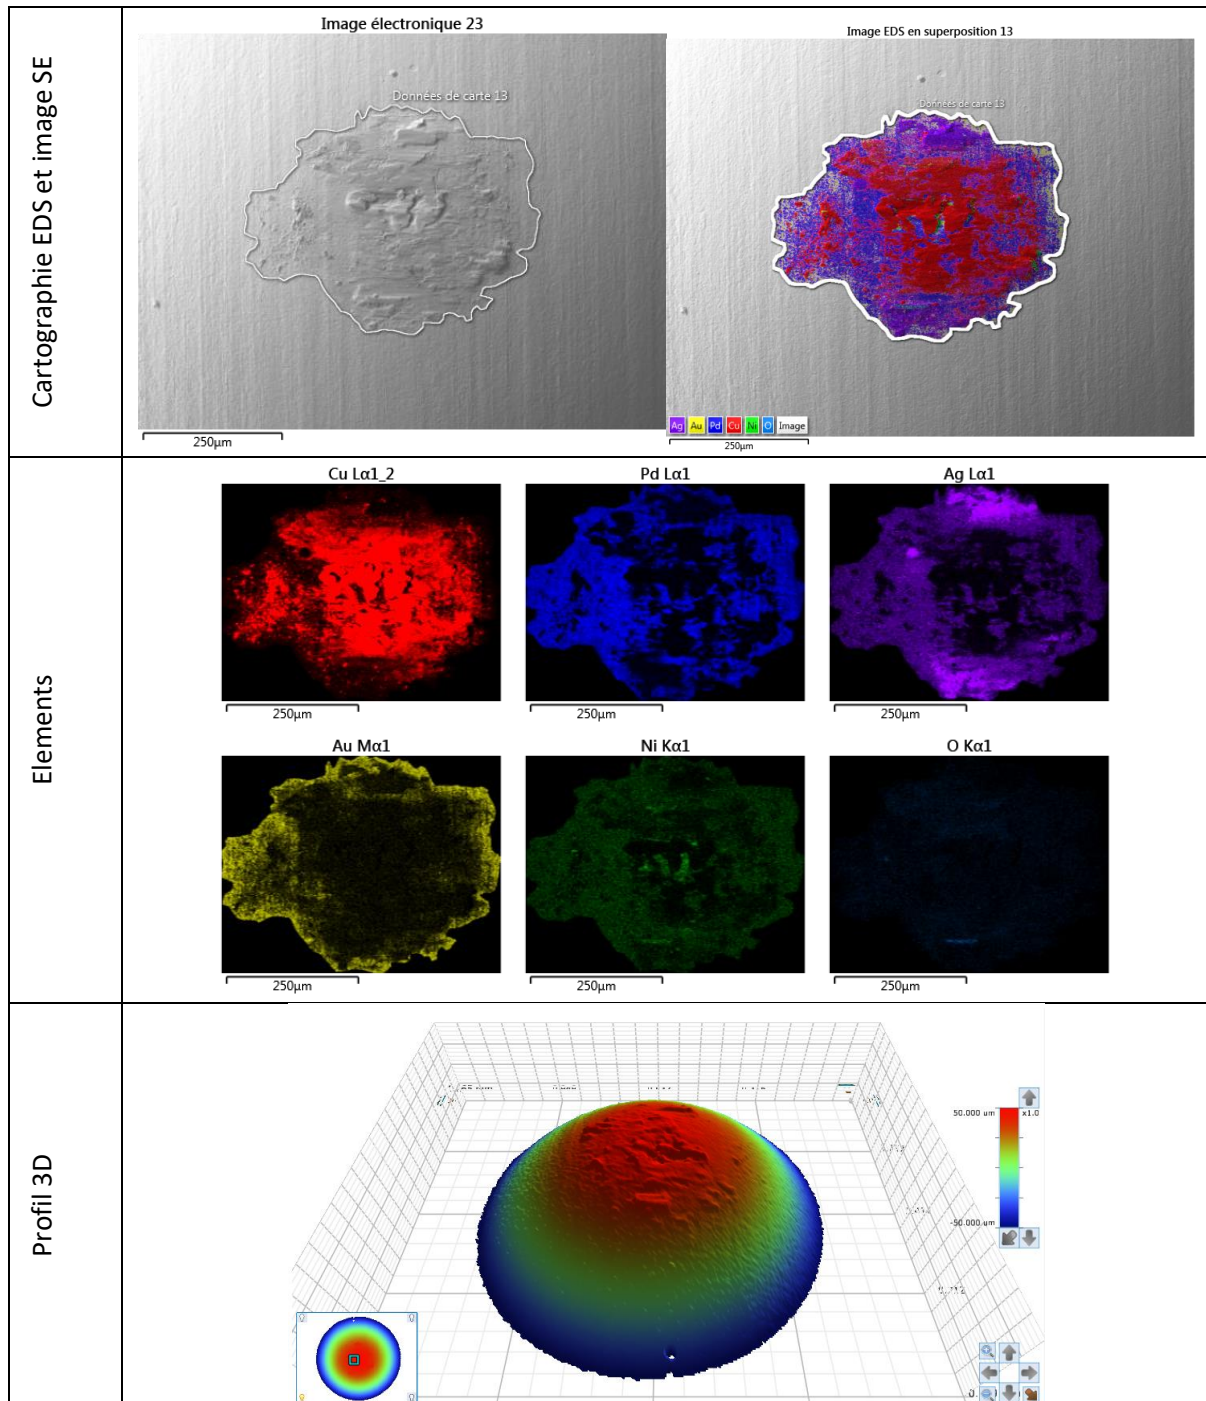 Cartographie EDS et image SE
Image électronique 23
Données de carte 13
250µm
Image EDS en superposition 13
Données de carte 13
Ag Au Pd Cu Ni O Image
250µm
Elements
Cu Lα1_2
Pd Lα1
Ag Lα1
250µm
250µm
250µm
Au Mα1
Ni Kα1
O Kα1
250µm
250µm
250µm
Profil 3D
50.000 um
x1.0
-50.000 um